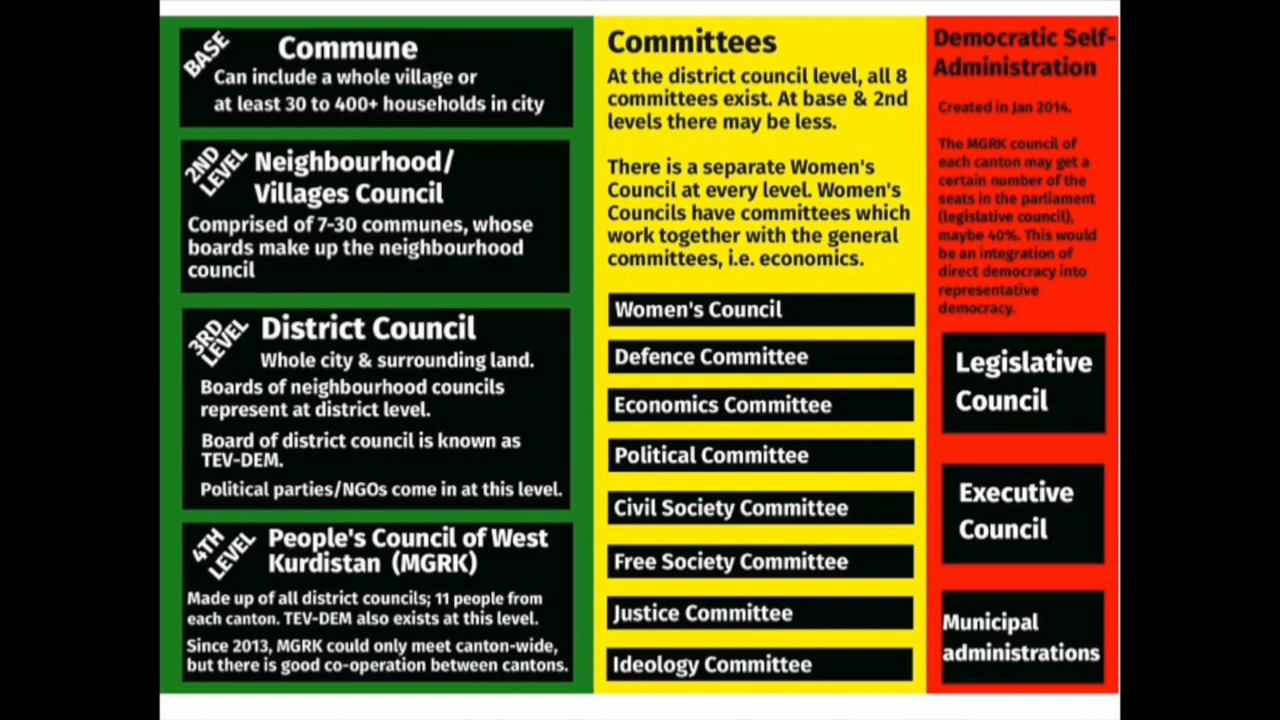 BASE
Commune
Can include a whole village or
at least 30 to 400+ households in city
2ND
LEVEL
Neighbourhood/
Villages Council
Comprised of 7-30 communes, whose
boards make up the neighbourhood
council
3RD
LEVEL
District Council
Whole city & surrounding land.
Boards of neighbourhood councils
represent at district level.
Board of district council is known as
TEV-DEM.
Political parties/NGOs come in at this level.
4TH
LEVEL
People's Council of West
Kurdistan (MGRK)
Made up of all district councils; 11 people from
each canton. TEV-DEM also exists at this level.
Since 2013, MGRK could only meet canton-wide,
but there is good co-operation between cantons.
Committees
At the district council level, all 8
committees exist. At base & 2nd
levels there may be less.
There is a separate Women's
Council at every level. Women's
Councils have committees which
work together with the general
committees, i.e. economics.
Women's Council
Defence Committee
Economics Committee
Political Committee
Civil Society Committee
Free Society Committee
Justice Committee
Ideology Committee
Democratic Self-
Administration
Created in Jan 2014.
The MGRK council of
each canton may get a
certain number of the
seats in the parliament
(legislative council),
maybe 40%. This would
be an integration of
direct democracy into
representative
democracy.
Legislative
Council
Executive
Council
Municipal
administrations